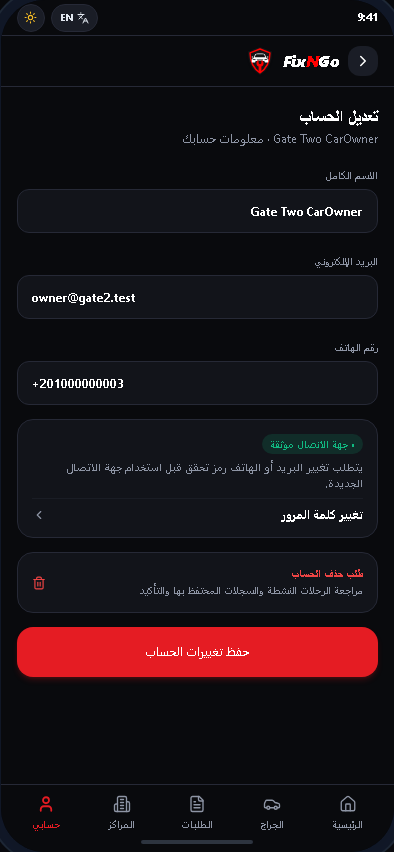 9:41
EN
FixNGo
تعديل الحساب
Gate Two CarOwner · معلومات حسابك
الاسم الكامل
Gate Two CarOwner
البريد الإلكتروني
owner@gate2.test
رقم الهاتف
+201000000003
• جهة الاتصال موثقة
يتطلب تغيير البريد أو الهاتف رمز تحقق قبل استخدام جهة الاتصال
الجديدة.
تغيير كلمة المرور
طلب حذف الحساب
مراجعة الرحلات النشطة والسجلات المحتفظ بها والتأكيد
حفظ تغييرات الحساب
الرئيسية
الجراج
الطلبات
المراكز
حسابي